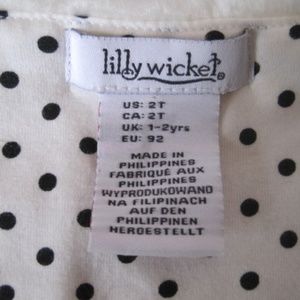 lilly wicket
US: 2T
CA: 2T
UK: 1-2yrs
EU: 92
MADE IN
PHILIPPINES
FABRIQUÉ AUX
PHILIPPINES
WYPRODUKOWANO
NA FILIPINACH
AUF DEN
PHILIPPINEN
HERGESTELLT